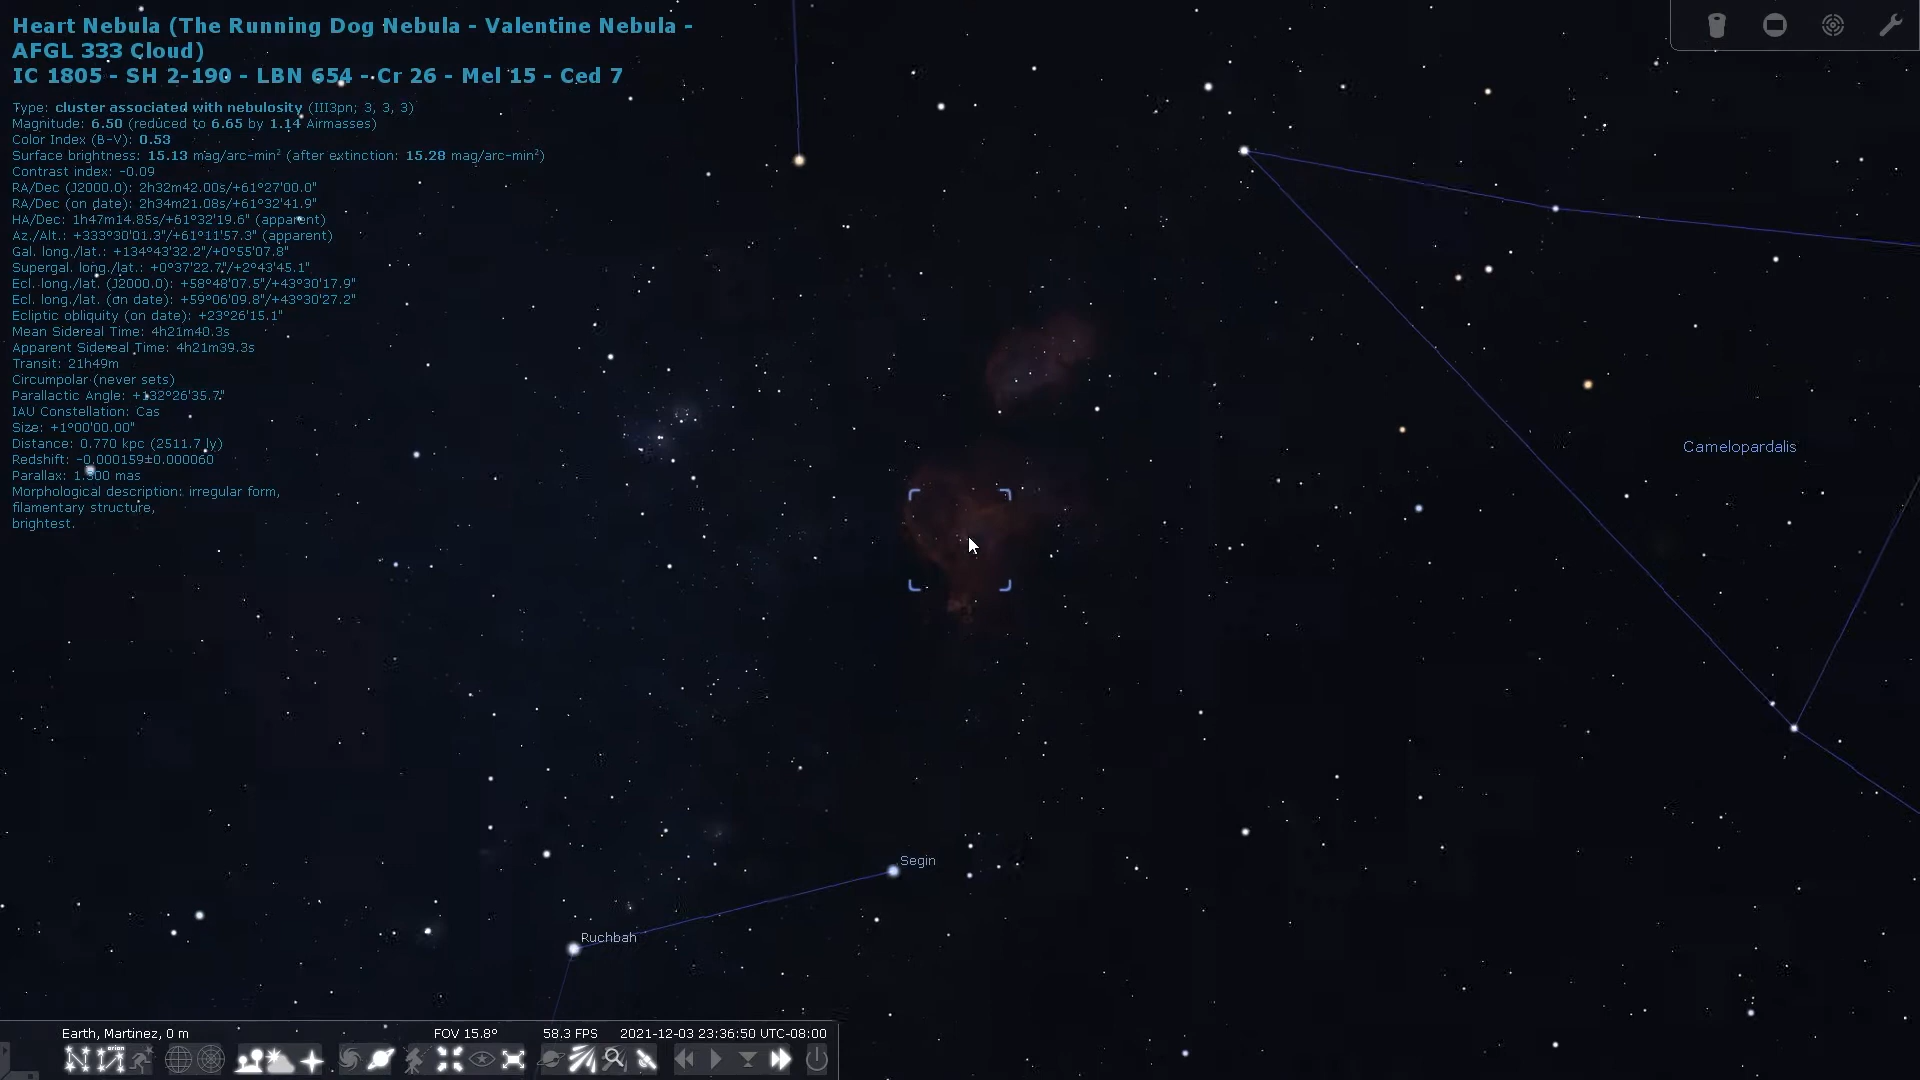 Heart Nebula (The Running Dog Nebula - Valentine Nebula -
AFGL 333 Cloud)
IC 1805 - SH 2-190 - LBN 654 - Cr 26 - Mel 15 - Ced 7
Type: cluster associated with nebulosity (III3pn; 3, 3, 3)
Magnitude: 6.50 (reduced to 6.65 by 1.14 Airmasses)
Color Index (B-V): 0.53
Surface brightness: 15.13 mag/arc-min² (after extinction: 15.28 mag/arc-min²)
Contrast index: -0.09
RA/Dec (J2000.0): 2h32m42.00s/+61°27'00.0"
RA/Dec (on date): 2h34m21.08s/+61°32'41.9"
HA/Dec: 1h47m14.85s/+61°32'19.6" (apparent)
Az./Alt.: +333°30'01.3"/+61°11'57.3" (apparent)
Gal. long./lat.: +134°43'32.2"/+0°55'07.8"
Supergal. long./lat.: +0°37'22.7"/+2°43'45.1"
Ecl. long./lat. (J2000.0): +58°48'07.5"/+43°30'17.9"
Ecl. long./lat. (on date): +59°06'09.8"/+43°30'27.2"
Ecliptic obliquity (on date): +23°26'15.1"
Mean Sidereal Time: 4h21m40.3s
Apparent Sidereal Time: 4h21m39.3s
Transit: 21h49m
Circumpolar (never sets)
Parallactic Angle: +132°26'35.7"
IAU Constellation: Cas
Size: +1°00'00.00"
Distance: 0.770 kpc (2511.7 ly)
Redshift: -0.000159±0.000060
Parallax: 1.300 mas
Morphological description: irregular form,
filamentary structure,
brightest.
Camelopardalis
Segin
Ruchbah
Earth, Martinez, 0 m FOV 15.8° 58.3 FPS 2021-12-03 23:36:50 UTC-08:00